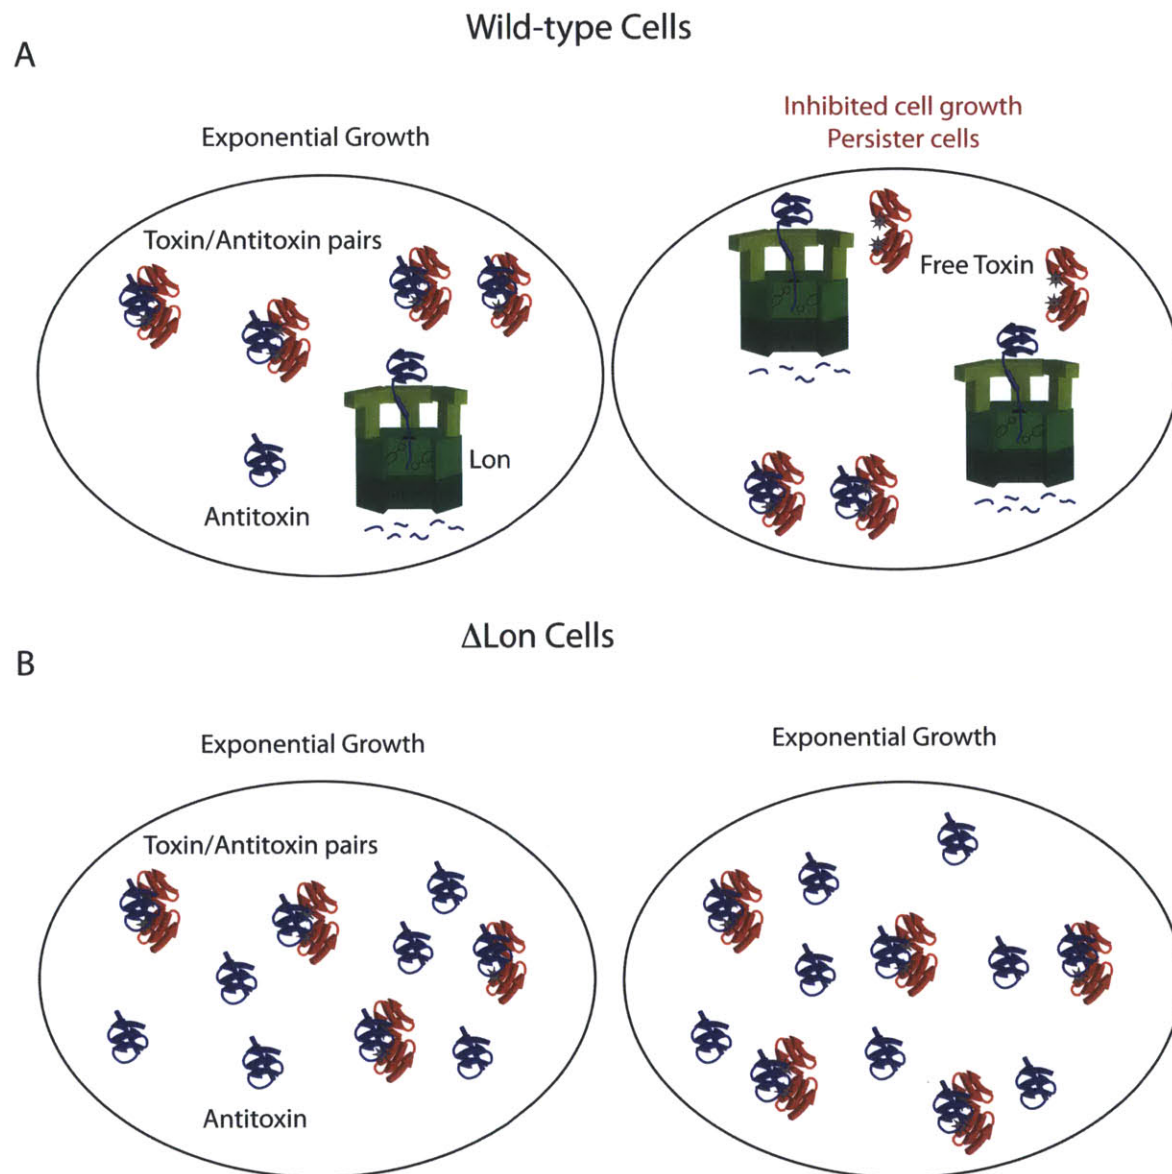 Wild-type Cells
A
Exponential Growth
Inhibited cell growth
Persister cells
Toxin/Antitoxin pairs
Free Toxin
Lon
Antitoxin
ΔLon Cells
B
Exponential Growth
Exponential Growth
Toxin/Antitoxin pairs
Antitoxin